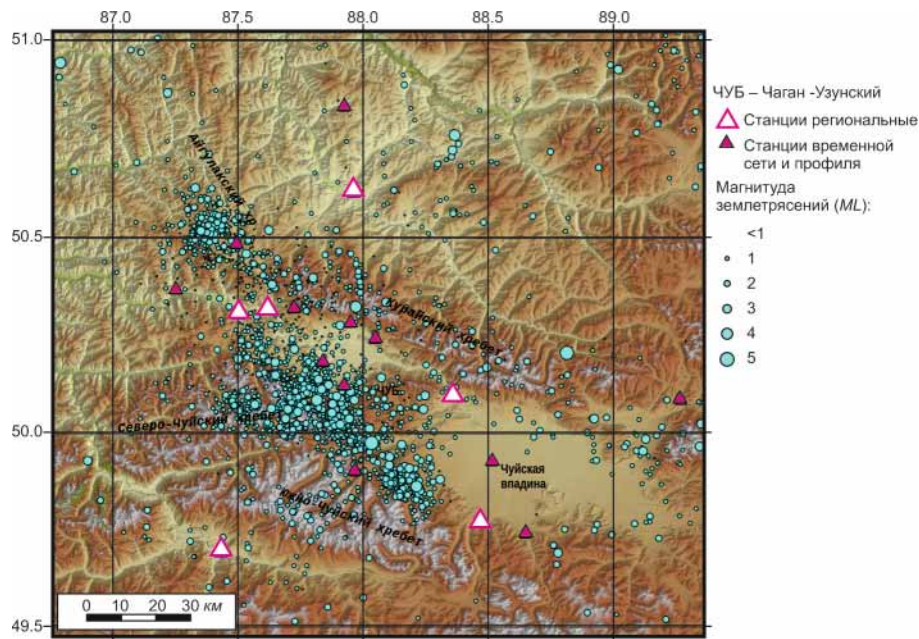 87.0 87.5 88.0 88.5 89.0
51.0
50.5
50.0
49.5
Айгулакский хр.
Курайский хребет
ЧУБ
Северо-Чуйский хребет
Южно-Чуйский хребет
Чуйская
впадина
0 10 20 30 км
ЧУБ – Чаган -Узунский
Станции региональные
Станции временной
сети и профиля
Магнитуда
землетрясений (ML):
<1
1
2
3
4
5